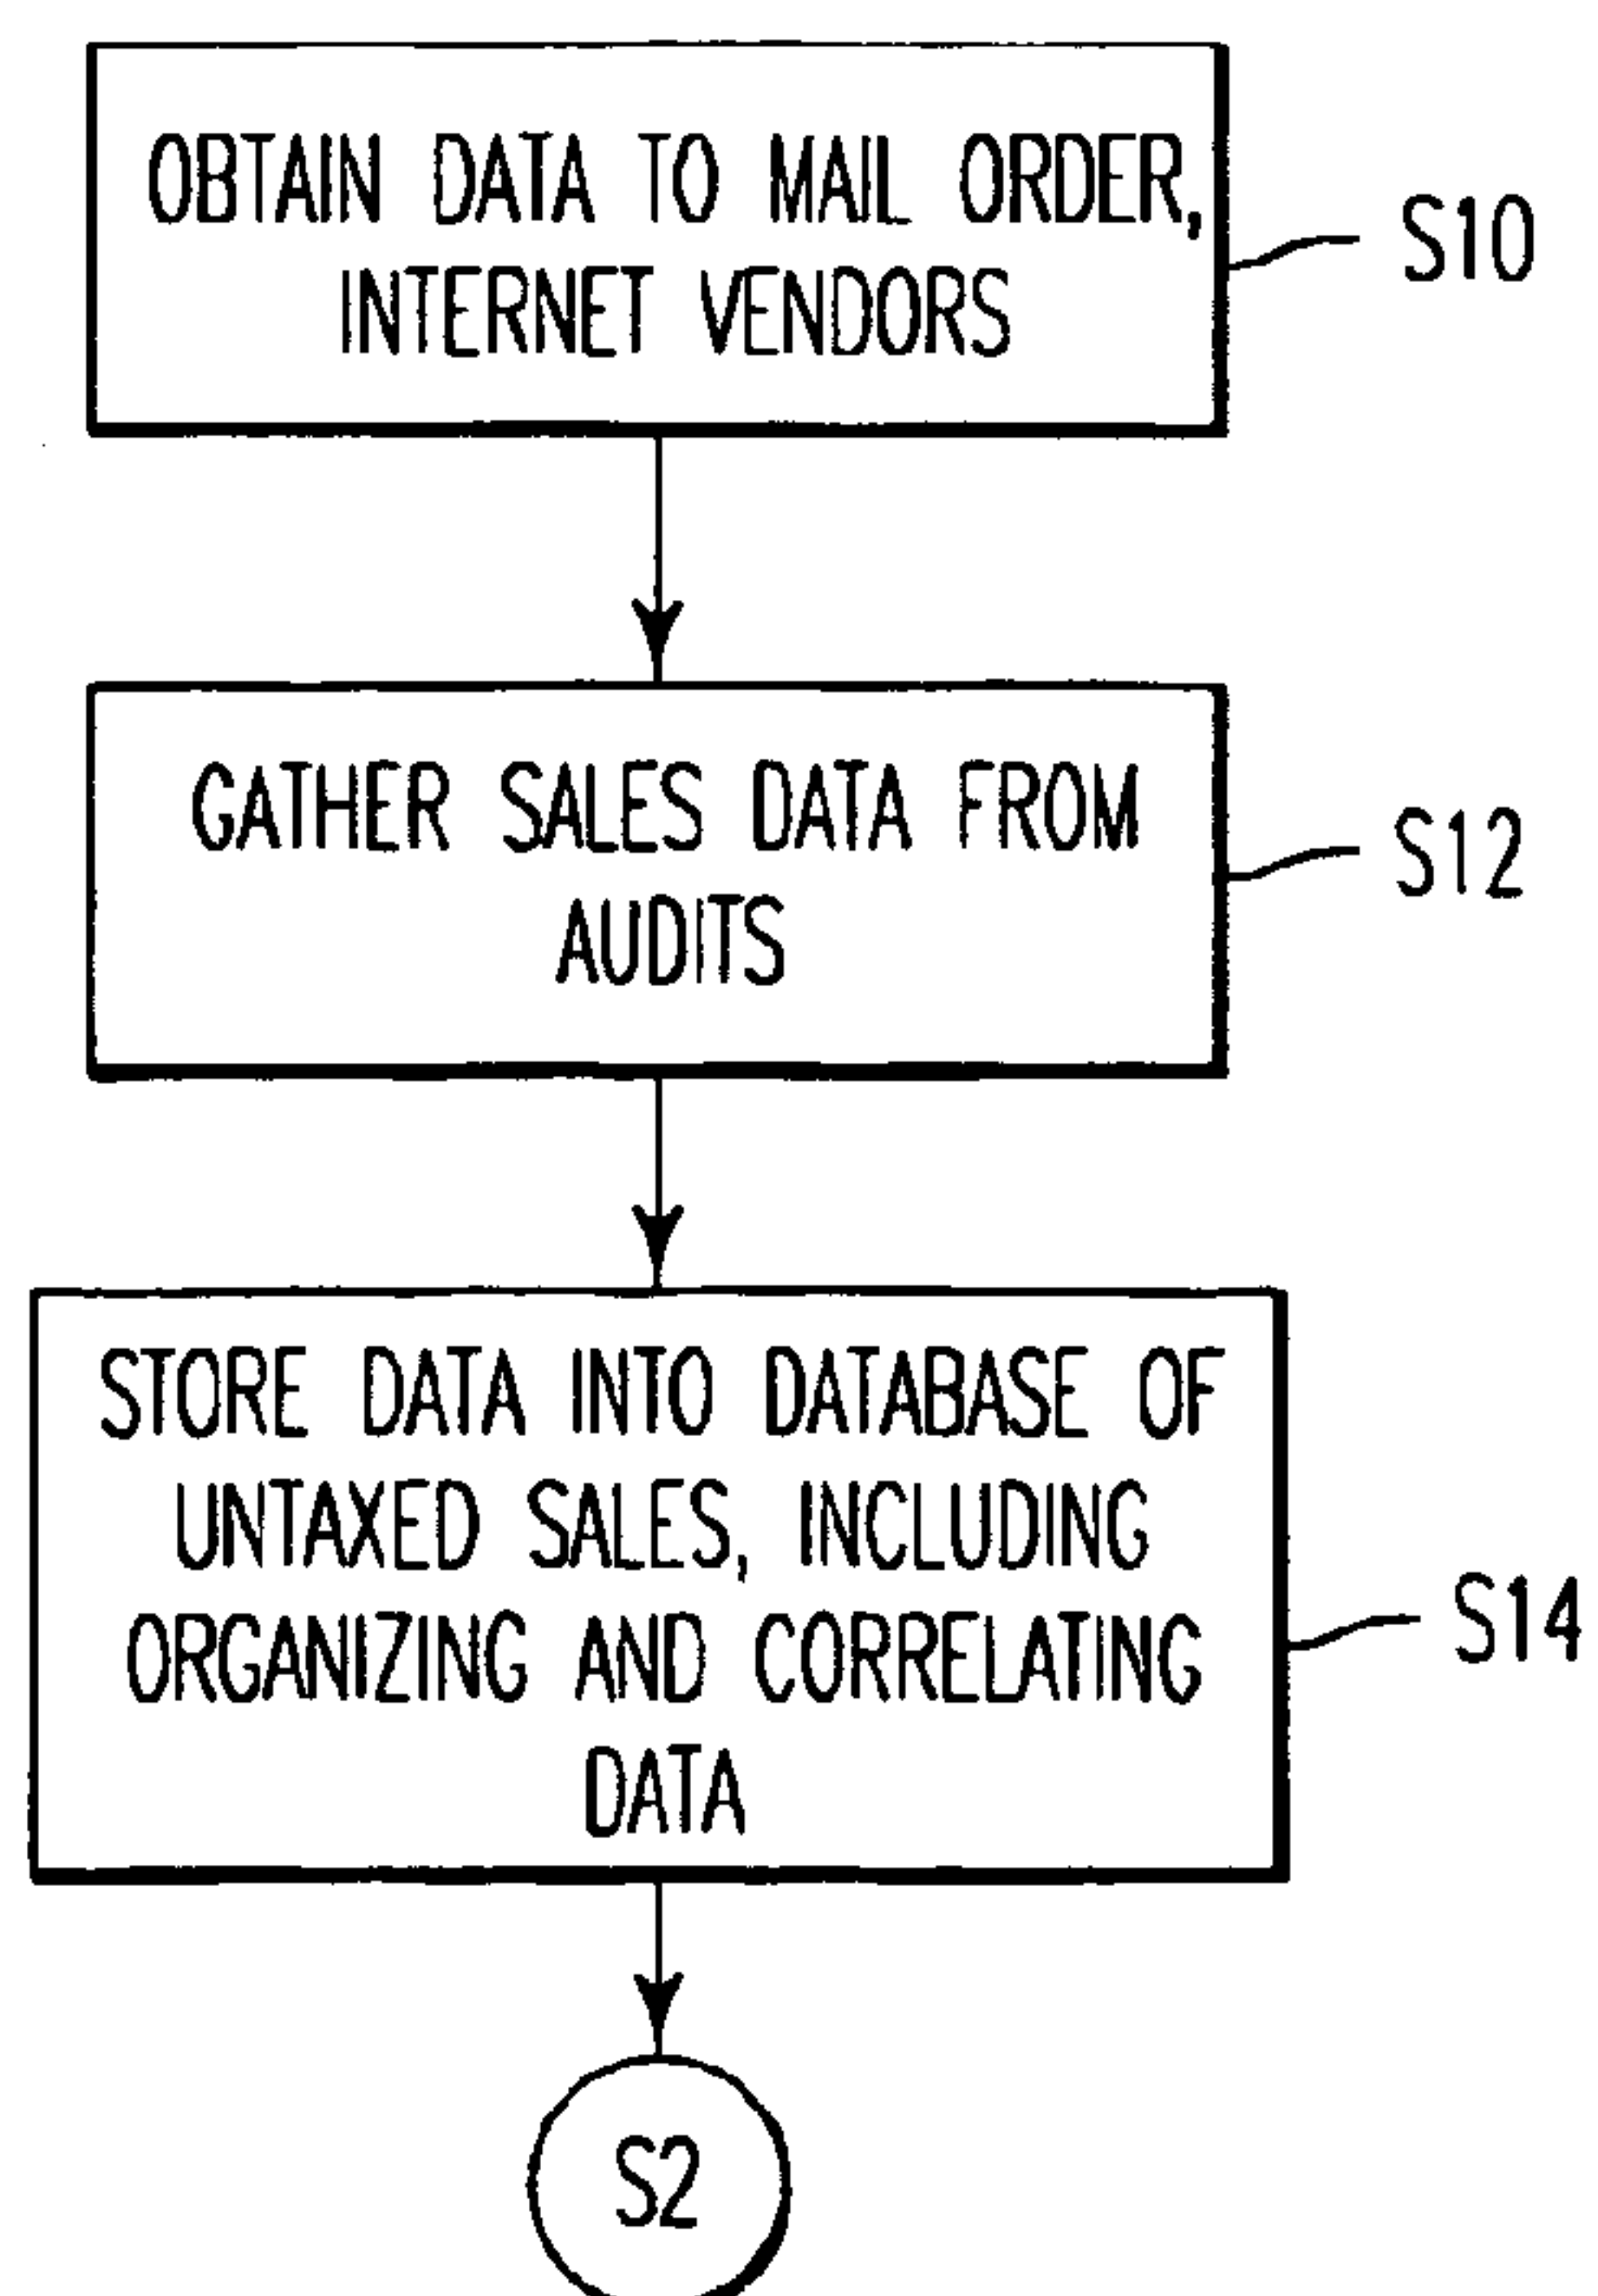 OBTAIN DATA TO MAIL ORDER,
INTERNET VENDORS
S10
GATHER SALES DATA FROM
AUDITS
S12
STORE DATA INTO DATABASE OF
UNTAXED SALES, INCLUDING
ORGANIZING AND CORRELATING
DATA
S14
S2